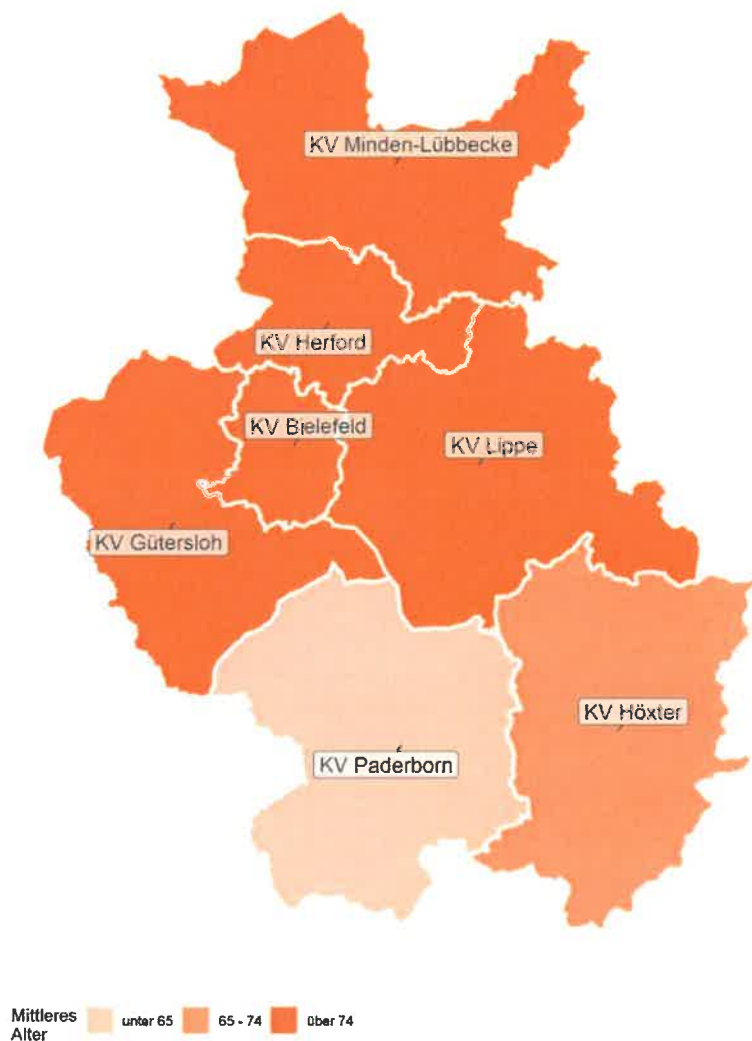 KV Minden-Lübbecke
KV Herford
KV Bielefeld
KV Lippe
KV Gütersloh
KV Höxter
KV Paderborn
Mittleres
Alter
unter 65
65 - 74
über 74